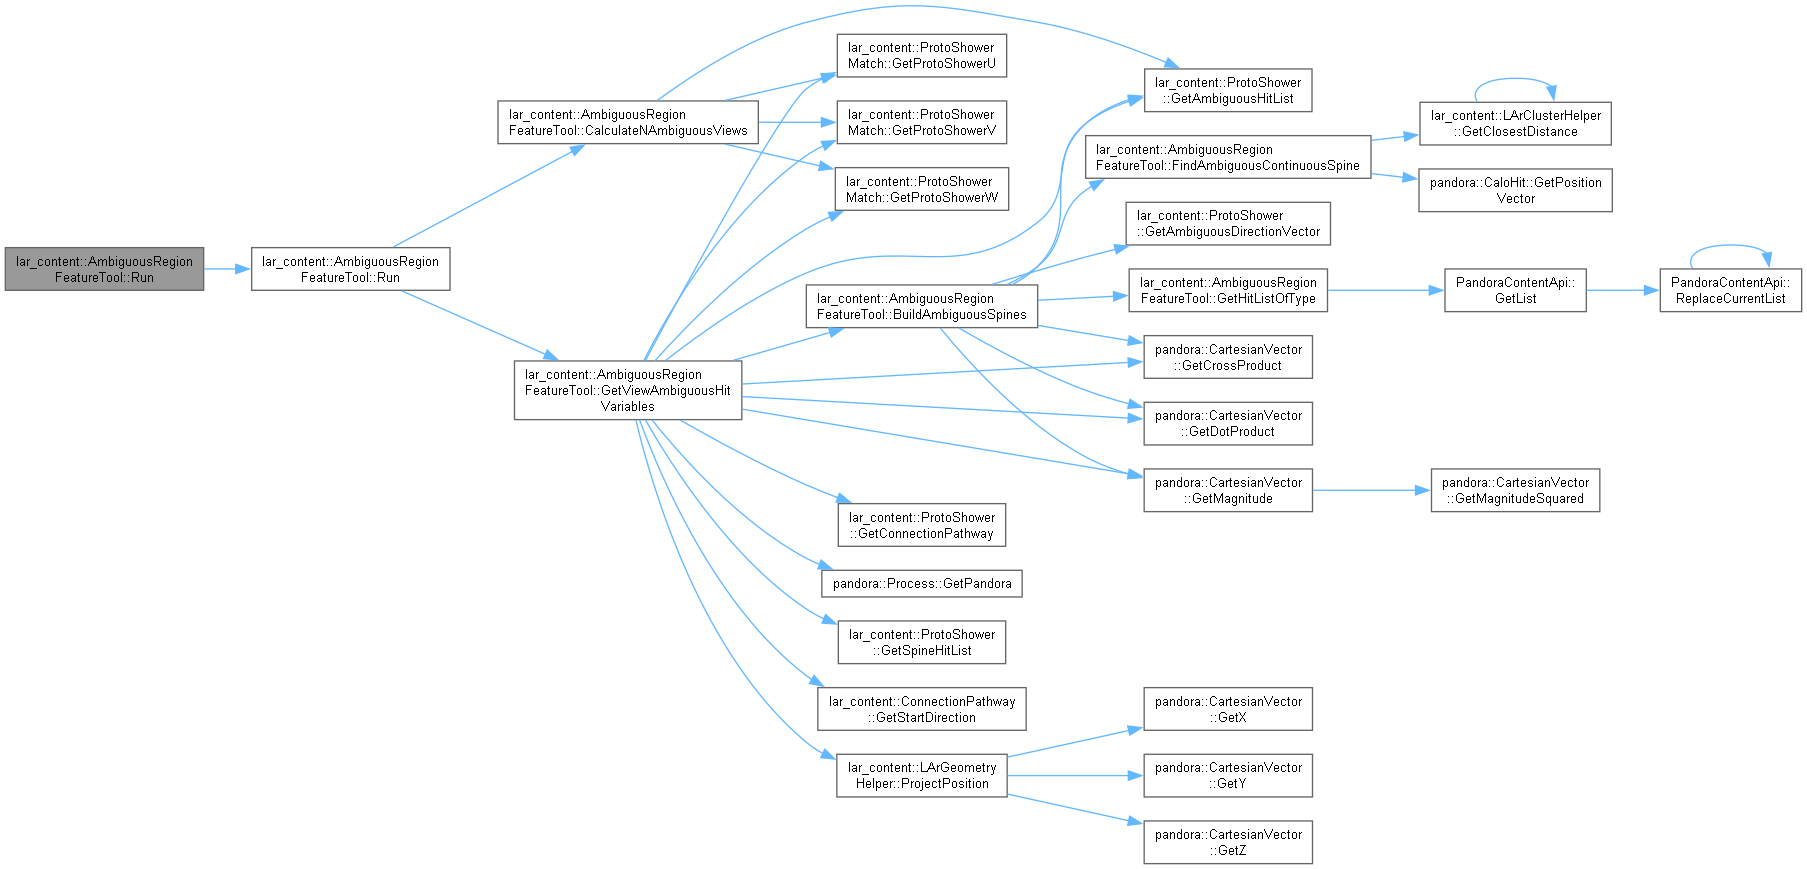 lar_content::AmbiguousRegion
FeatureTool::Run
lar_content::AmbiguousRegion
FeatureTool::Run
lar_content::AmbiguousRegion
FeatureTool::CalculateNAmbiguousViews
lar_content::AmbiguousRegion
FeatureTool::GetViewAmbiguousHit
Variables
lar_content::ProtoShower
Match::GetProtoShowerU
lar_content::ProtoShower
Match::GetProtoShowerV
lar_content::ProtoShower
Match::GetProtoShowerW
lar_content::AmbiguousRegion
FeatureTool::BuildAmbiguousSpines
lar_content::ProtoShower
::GetConnectionPathway
pandora::Process::GetPandora
lar_content::ProtoShower
::GetSpineHitList
lar_content::ConnectionPathway
::GetStartDirection
lar_content::LArGeometry
Helper::ProjectPosition
lar_content::ProtoShower
::GetAmbiguousHitList
lar_content::AmbiguousRegion
FeatureTool::FindAmbiguousContinuousSpine
lar_content::ProtoShower
::GetAmbiguousDirectionVector
lar_content::AmbiguousRegion
FeatureTool::GetHitListOfType
pandora::CartesianVector
::GetCrossProduct
pandora::CartesianVector
::GetDotProduct
pandora::CartesianVector
::GetMagnitude
pandora::CartesianVector
::GetX
pandora::CartesianVector
::GetY
pandora::CartesianVector
::GetZ
lar_content::LArClusterHelper
::GetClosestDistance
pandora::CaloHit::GetPosition
Vector
PandoraContentApi::
GetList
pandora::CartesianVector
::GetMagnitudeSquared
PandoraContentApi::
ReplaceCurrentList